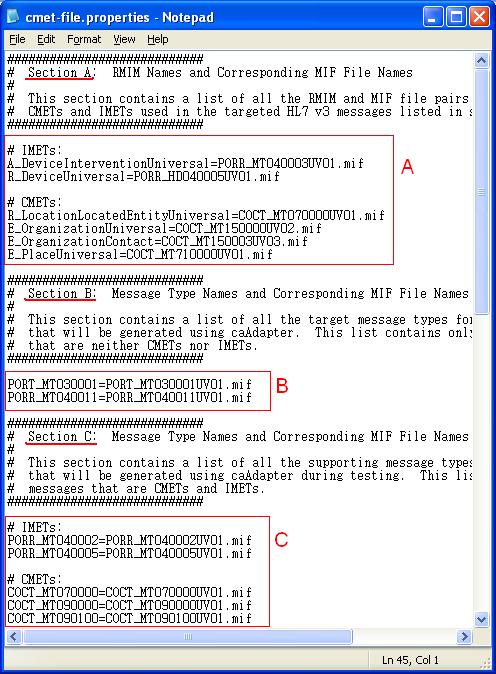 cmet-file.properties - Notepad
File Edit Format View Help
##############################
# Section A: RMIM Names and Corresponding MIF File Names
#
# This section contains a list of all the RMIM and MIF file pairs
# CMETs and IMETs used in the targeted HL7 v3 messages listed in s
##############################
# IMETs:
A_DeviceInterventionUniversal=PORR_MT040003UV01.mif
R_DeviceUniversal=PORR_HD040005UV01.mif
A
# CMETs:
R_LocationLocatedEntityUniversal=COCT_MT070000UV01.mif
E_OrganizationUniversal=COCT_MT150000UV02.mif
E_OrganizationContact=COCT_MT150003UV03.mif
E_PlaceUniversal=COCT_MT710000UV01.mif
##############################
# Section B: Message Type Names and Corresponding MIF File Names
#
# This section contains a list of all the target message types for
# that will be generated using caAdapter. This list contains only
# that are neither CMETs nor IMETs.
##############################
PORT_MT030001=PORT_MT030001UV01.mif
PORR_MT040011=PORR_MT040011UV01.mif
B
##############################
# Section C: Message Type Names and Corresponding MIF File Names
#
# This section contains a list of all the supporting message types
# that will be generated using caAdapter during testing. This lis
# messages that are CMETs and IMETs.
##############################
# IMETs:
PORR_MT040002=PORR_MT040002UV01.mif
PORR_MT040005=PORR_MT040005UV01.mif
C
# CMETs:
COCT_MT070000=COCT_MT070000UV01.mif
COCT_MT090000=COCT_MT090000UV01.mif
COCT_MT090100=COCT_MT090100UV01.mif
Ln 45, Col 1